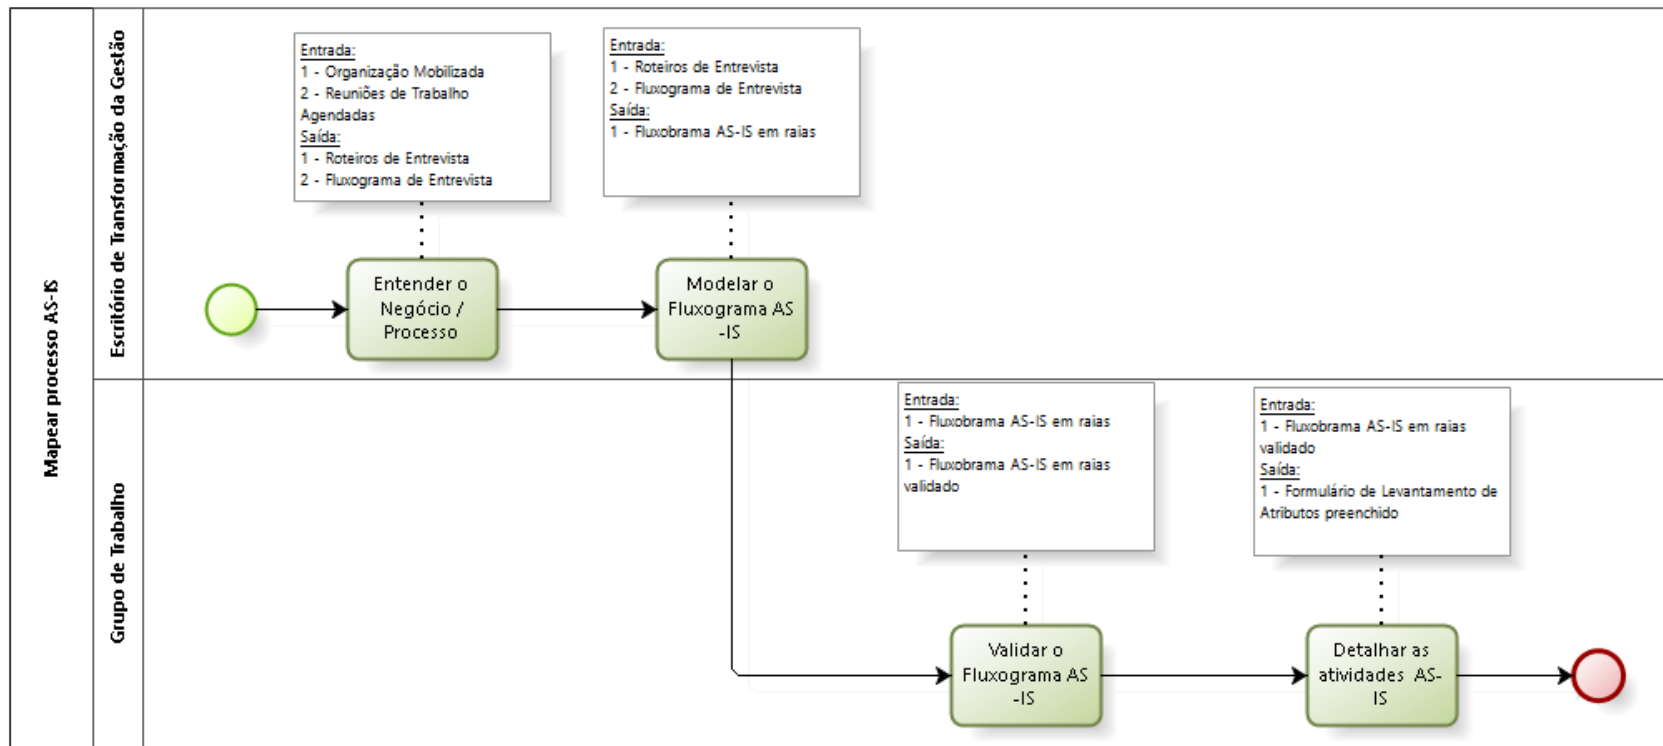 Mapear processo AS-IS
Escritório de Transformação da Gestão
Entrada:
1 - Organização Mobilizada
2 - Reuniões de Trabalho
Agendadas
Saída:
1 - Roteiros de Entrevista
2 - Fluxograma de Entrevista
Entrada:
1 - Roteiros de Entrevista
2 - Fluxograma de Entrevista
Saída:
1 - Fluxobrama AS-IS em raias
Entender o
Negócio /
Processo
Modelar o
Fluxograma AS
-IS
Grupo de Trabalho
Entrada:
1 - Fluxobrama AS-IS em raias
Saída:
1 - Fluxobrama AS-IS em raias
validado
Entrada:
1 - Fluxobrama AS-IS em raias
validado
Saída:
1 - Formulário de Levantamento de
Atributos preenchido
Validar o
Fluxograma AS
-IS
Detalhar as
atividades AS-
IS